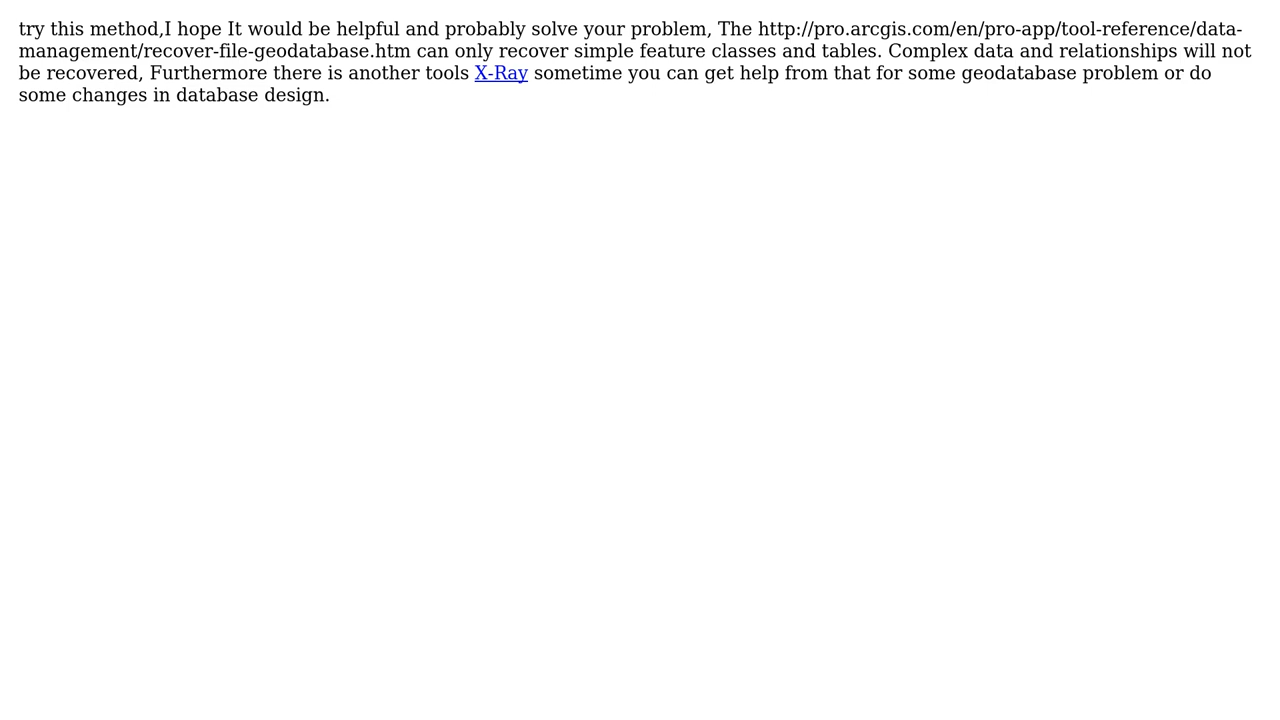 try this method,I hope It would be helpful and probably solve your problem, The http://pro.arcgis.com/en/pro-app/tool-reference/data-
management/recover-file-geodatabase.htm can only recover simple feature classes and tables. Complex data and relationships will not
be recovered, Furthermore there is another tools X-Ray sometime you can get help from that for some geodatabase problem or do
some changes in database design.